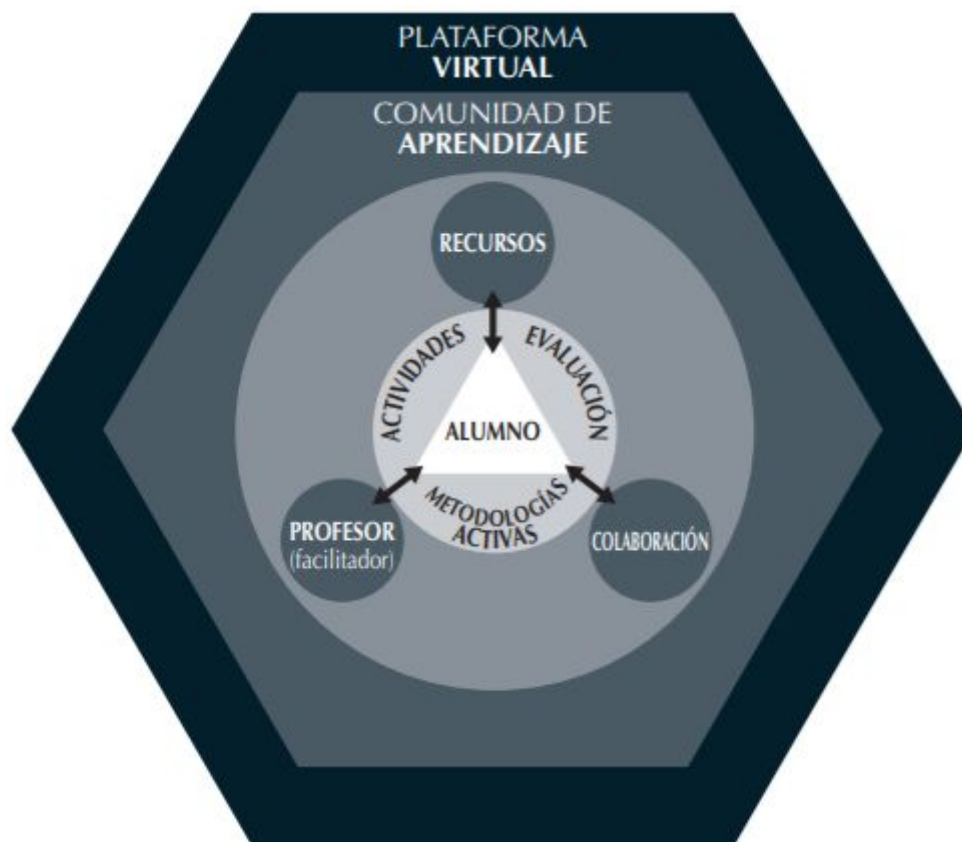 PLATAFORMA
VIRTUAL
COMUNIDAD DE
APRENDIZAJE
RECURSOS
ACTIVIDADES
EVALUACIÓN
ALUMNO
METODOLOGÍAS
ACTIVAS
PROFESOR
(facilitador)
COLABORACIÓN